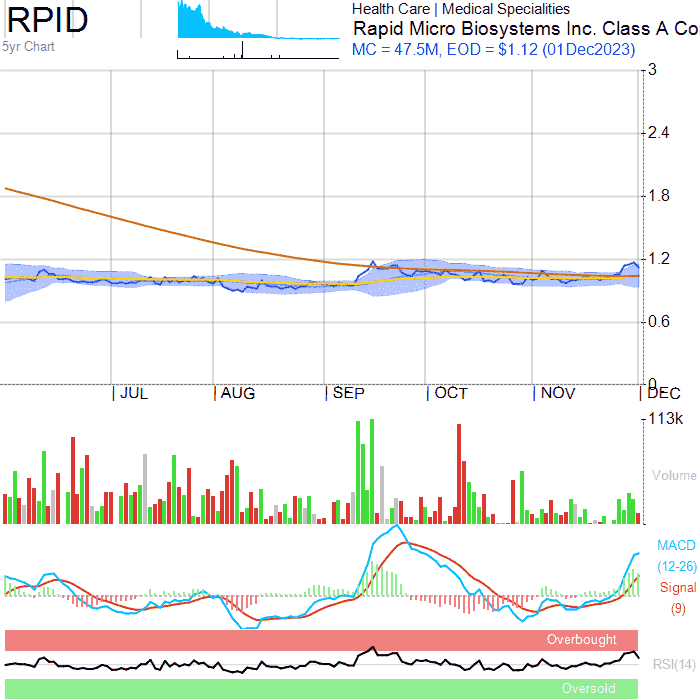 RPID
5yr Chart
Health Care | Medical Specialities
Rapid Micro Biosystems Inc. Class A Co
MC = 47.5M, EOD = $1.12 (01Dec2023)
3
2.4
1.8
1.2
0.6
0
JUL AUG SEP OCT NOV DEC
113k
Volume
MACD
(12-26)
Signal
(9)
Overbought
RSI(14)
Oversold